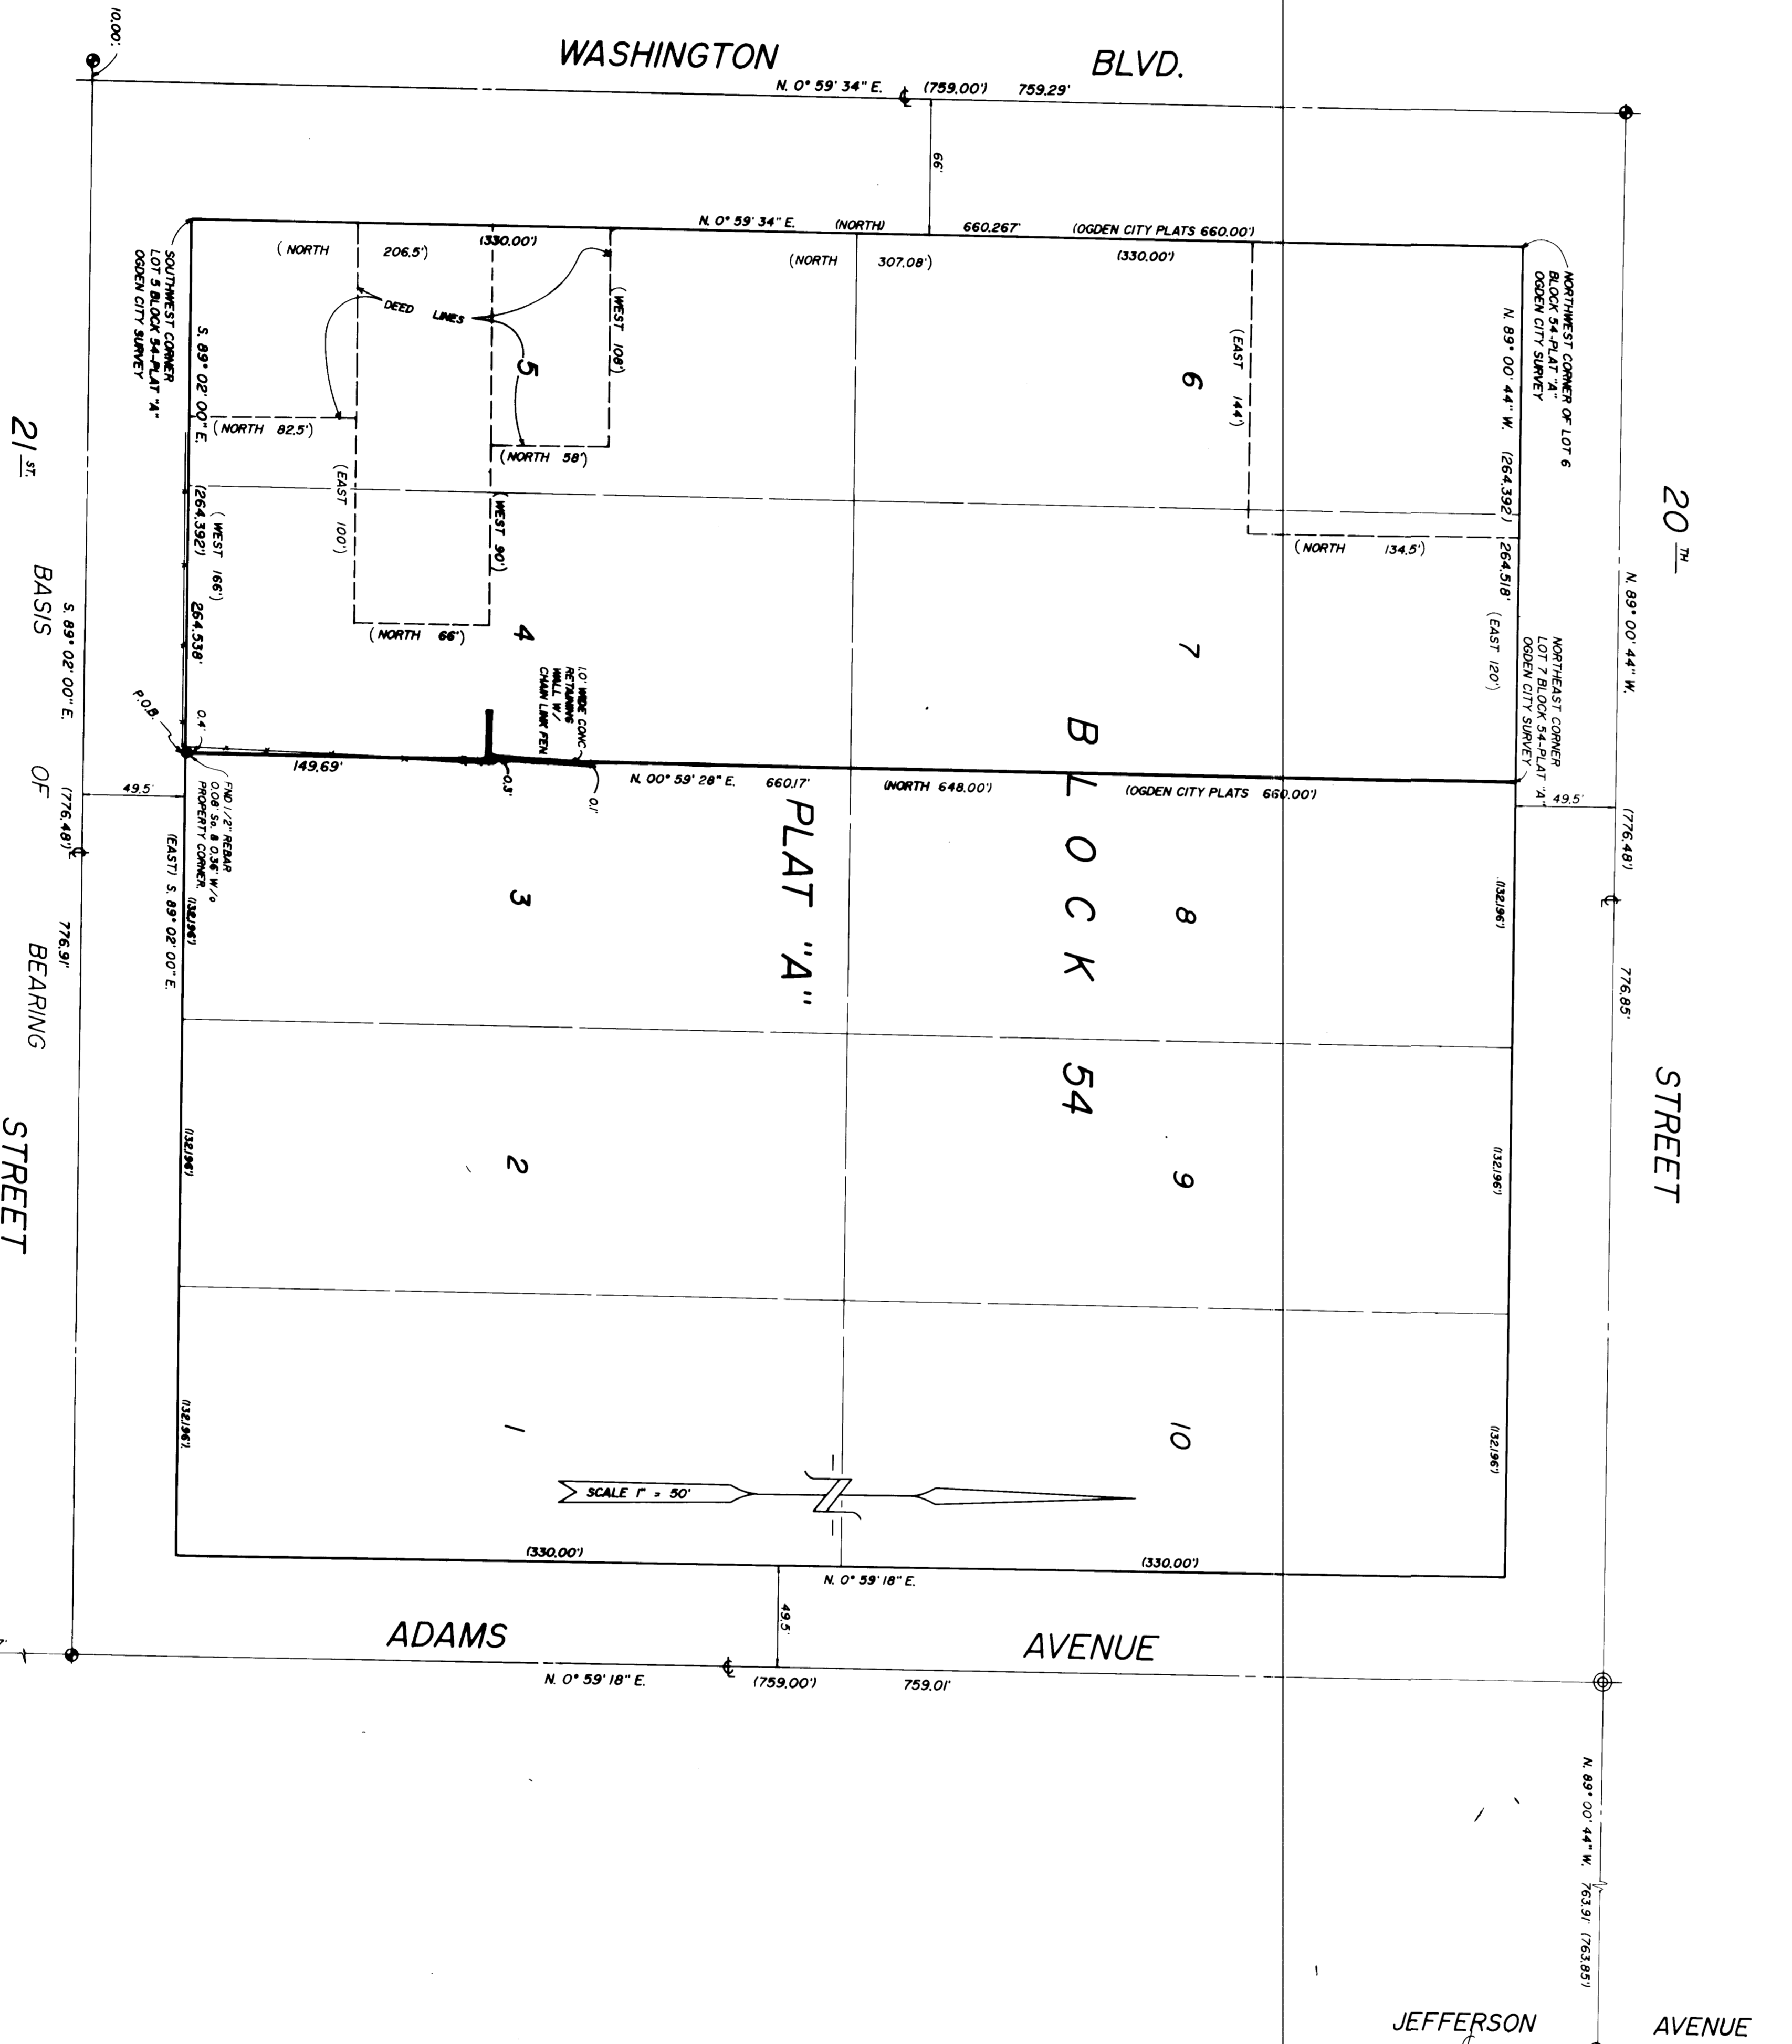 WASHINGTON BLVD.
10.00'
N. 0° 59' 34" E. (759.00') 759.29'
66'
N. 0° 59' 34" E. (NORTH) 660.267' (OGDEN CITY PLATS 660.00')
(330.00')
(330.00')
(NORTH 206.5')
(NORTH 307.08')
DEED LINES
(WEST 108')
(EAST 144')
SOUTHWEST CORNER
LOT 5 BLOCK 54-PLAT "A"
OGDEN CITY SURVEY
NORTHWEST CORNER OF LOT 6
BLOCK 54-PLAT "A"
OGDEN CITY SURVEY
S. 89° 02' 00" E. (264.392') 264.538'
(WEST 166')
N. 89° 00' 44" W. (264.392) 264.518'
(EAST 120')
5
6
(NORTH 82.5')
(NORTH 58')
(EAST 100')
(WEST 90')
(NORTH 134.5')
(NORTH 66')
4
7
1.0' WIDE CONC
RETAINING
WALL W/
CHAIN LINK FEN.
NORTHEAST CORNER
LOT 7 BLOCK 54-PLAT "A"
OGDEN CITY SURVEY
P.O.B.
0.4'
149.69'
0.3'
0.1'
N. 00° 59' 28" E. 660.17' (NORTH 648.00') (OGDEN CITY PLATS 660.00')
49.5'
49.5'
FND 1/2" REBAR
0.08' So. & 0.36' W/o
PROPERTY CORNER.
(EAST) S. 89° 02' 00" E.
(132.196')
(132.196')
PLAT "A"
BLOCK 54
3
8
2
9
(132.196')
(132.196')
1
10
(132.196')
(132.196')
SCALE 1" = 50'
(330.00')
(330.00')
N. 0° 59' 18" E.
49.5'
ADAMS AVENUE
N. 0° 59' 18" E. (759.00') 759.01'
21 ST. STREET
BASIS OF BEARING
S. 89° 02' 00" E. (776.48') 776.91'
20 TH STREET
N. 89° 00' 44" W. (776.48') 776.85'
N. 89° 00' 44" W. 763.91' (763.85')
JEFFERSON AVENUE